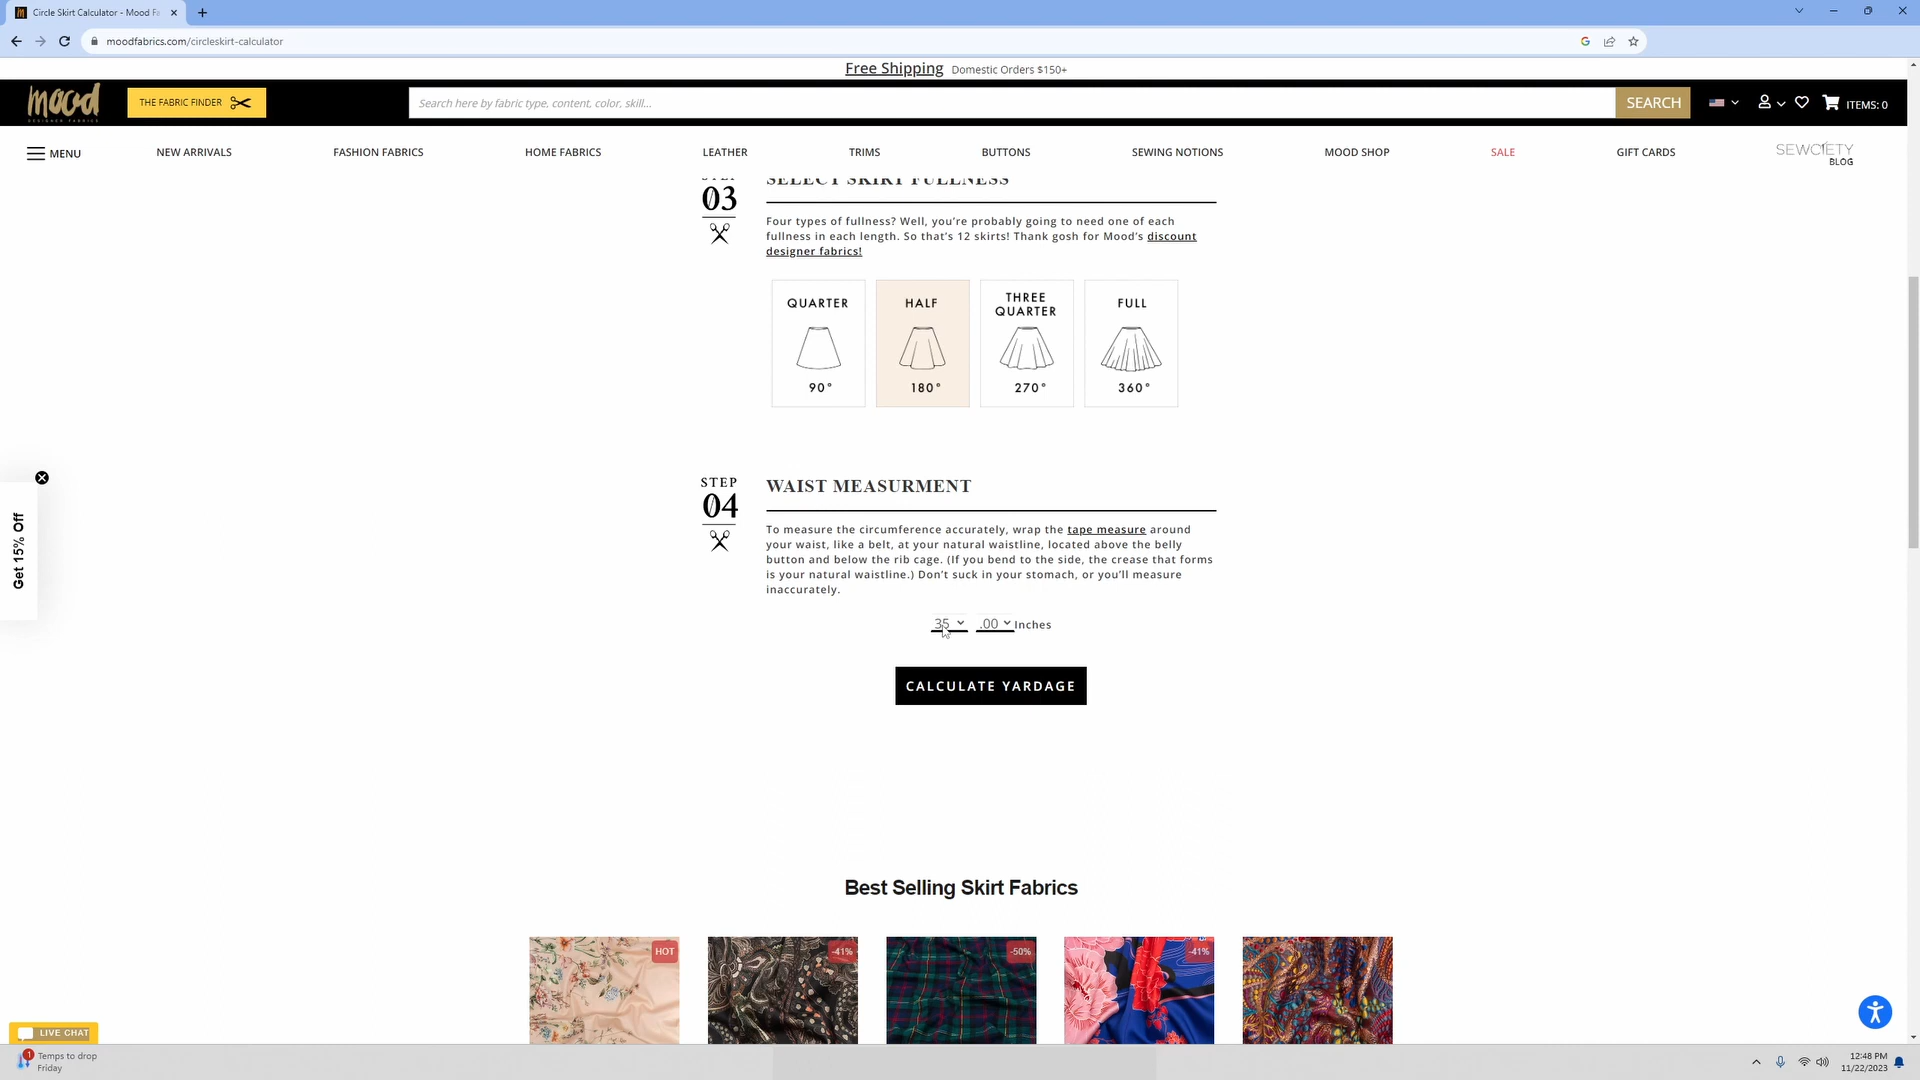 Circle Skirt Calculator - Mood Fa
moodfabrics.com/circleskirt-calculator
Free Shipping Domestic Orders $150+
mood
DESIGNER FABRICS
THE FABRIC FINDER
Search here by fabric type, content, color, skill...
SEARCH
ITEMS: 0
MENU
NEW ARRIVALS
FASHION FABRICS
HOME FABRICS
LEATHER
TRIMS
BUTTONS
SEWING NOTIONS
MOOD SHOP
SALE
GIFT CARDS
SEWCIETY
BLOG
STEP
03
SELECT SKIRT FULLNESS
Four types of fullness? Well, you're probably going to need one of each
fullness in each length. So that's 12 skirts! Thank gosh for Mood's discount
designer fabrics!
QUARTER
90°
HALF
180°
THREE
QUARTER
270°
FULL
360°
STEP
04
WAIST MEASURMENT
To measure the circumference accurately, wrap the tape measure around
your waist, like a belt, at your natural waistline, located above the belly
button and below the rib cage. (If you bend to the side, the crease that forms
is your natural waistline.) Don't suck in your stomach, or you'll measure
inaccurately.
35 .00 Inches
CALCULATE YARDAGE
Get 15% Off
Best Selling Skirt Fabrics
HOT
-41%
-50%
-41%
LIVE CHAT
1
Temps to drop
Friday
12:48 PM
11/22/2023